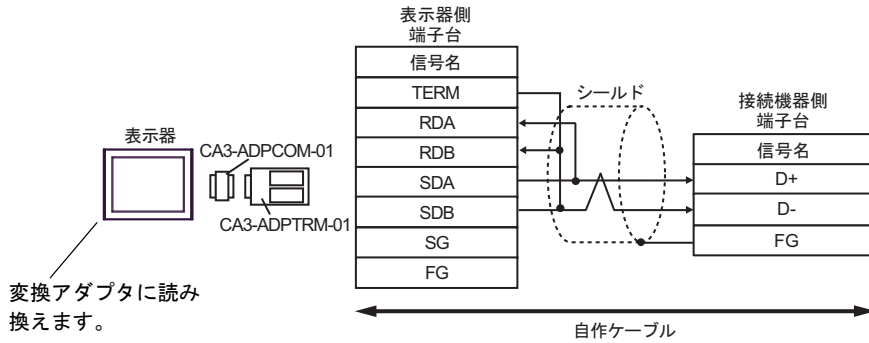 表示器
CA3-ADPCOM-01
CA3-ADPTRM-01
変換アダプタに読み
換えます。
表示器側
端子台
信号名
TERM
RDA
RDB
SDA
SDB
SG
FG
シールド
接続機器側
端子台
信号名
D+
D-
FG
自作ケーブル